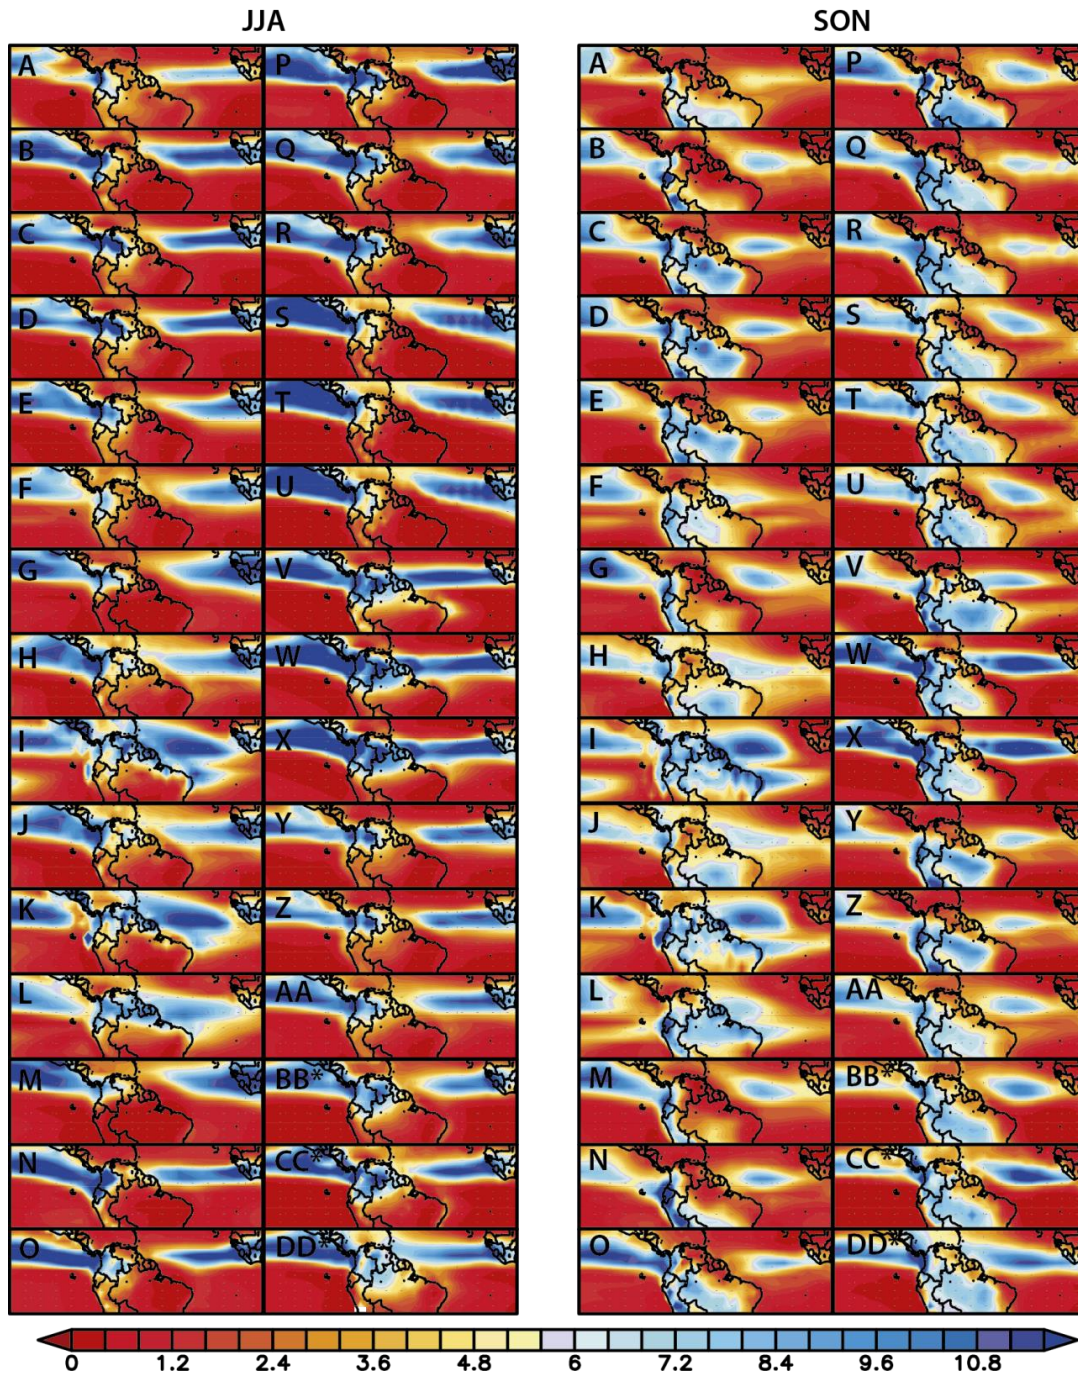 JJA SON
A P A P
B Q B Q
C R C R
D S D S
E T E T
F U F U
G V G V
H W H W
I X I X
J Y J Y
K Z K Z
L AA L AA
M BB* M BB*
N CC* N CC*
O DD* O DD*
0 1.2 2.4 3.6 4.8 6 7.2 8.4 9.6 10.8